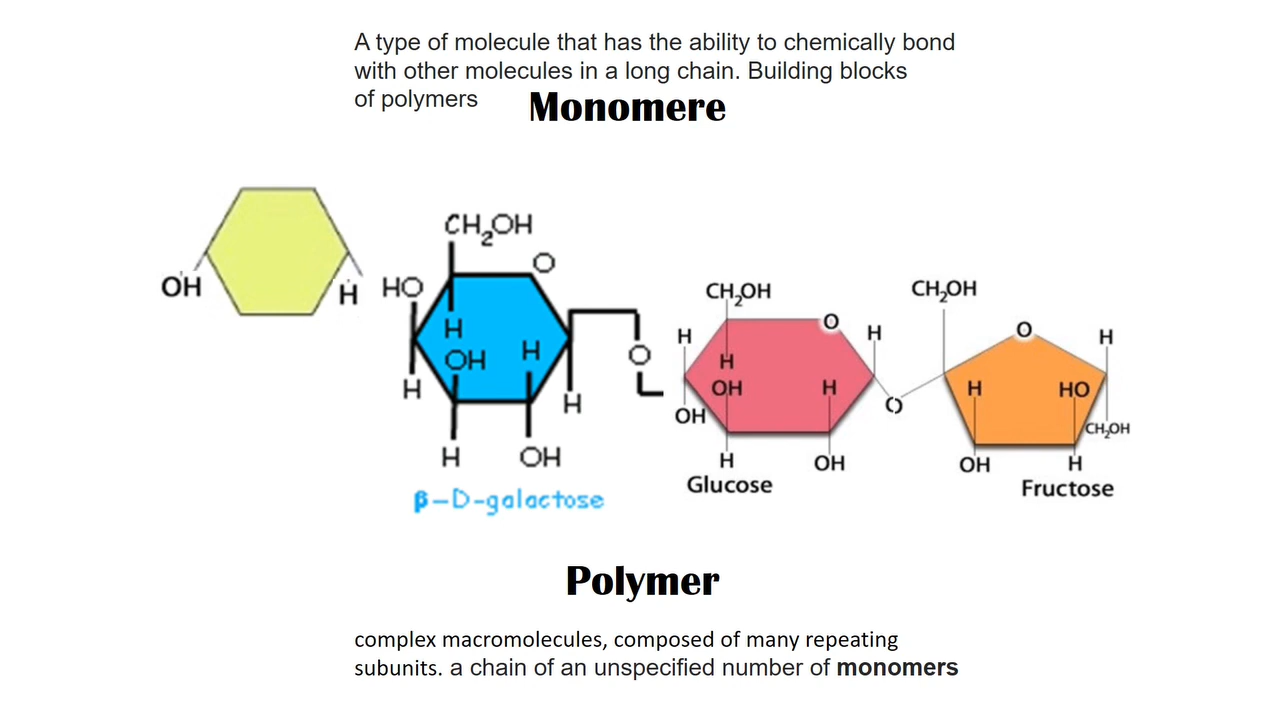 A type of molecule that has the ability to chemically bond
with other molecules in a long chain. Building blocks
of polymers
Monomere
OH
H
CH₂OH
O
HO
H
OH
H
H
H
H
OH
O
β-D-galactose
CH₂OH
O
H
H
H
OH
H
OH
H
OH
Glucose
O
CH₂OH
O
H
H
HO
CH₂OH
OH
H
Fructose
Polymer
complex macromolecules, composed of many repeating
subunits. a chain of an unspecified number of monomers